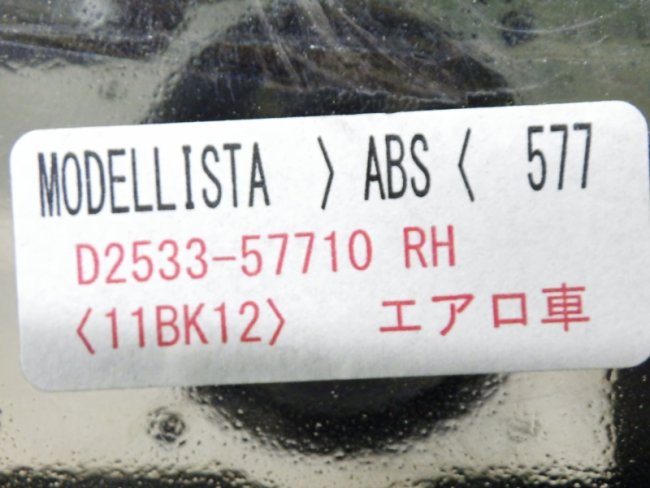 MODELLISTA 〉ABS〈 577
D2533-57710 RH
〈11BK12〉 エアロ車